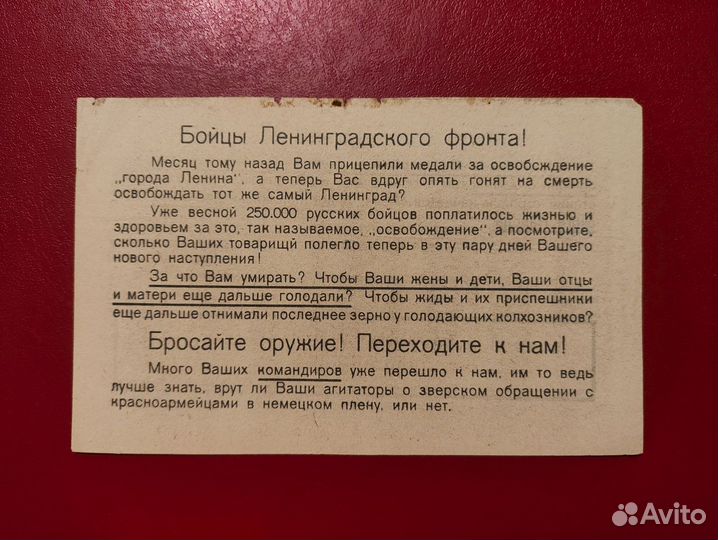 Бойцы Ленинградского фронта!
Месяц тому назад Вам прицепили медали за освобсждение
„города Ленина“, а теперь Вас вдруг опять гонят на смерть
освобождать тот же самый Ленинград?
Уже весной 250.000 русских бойцов поплатилось жизнью и
здоровьем за это, так называемое, „освобождение“, а посмотрите,
сколько Ваших товарищй полегло теперь в эту пару дней Вашего
нового наступления!
За что Вам умирать? Чтобы Ваши жены и дети, Ваши отцы
и матери еще дальше голодали? Чтобы жиды и их приспешники
еще дальше отнимали последнее зерно у голодающих колхозников?
Бросайте оружие! Переходите к нам!
Много Ваших командиров уже перешло к нам, им то ведь
лучше знать, врут ли Ваши агитаторы о зверском обращении с
красноармейцами в немецком плену, или нет.
Avito